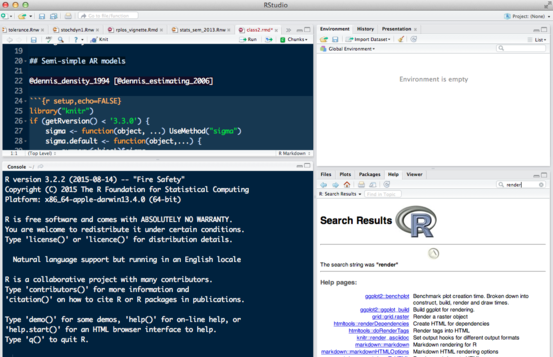 RStudio
Go to file/function
Project: (None)
tolerance.Rnw
stochdyn1.Rnw
rplos_vignette.Rmd
stats_sem_2013.Rnw
class2.rmd*
Knit
Run
Chunks
19
20 ## Semi-simple AR models
21
22 @dennis_density_1994 [@dennis_estimating_2006]
23
24 ```{r setup,echo=FALSE}
25 library("knitr")
26 if (getRversion() < '3.3.0') {
27 sigma <- function(object, ...) UseMethod("sigma")
28 sigma.default <- function(object,...) {
(Top Level)
R Markdown
Console
R version 3.2.2 (2015-08-14) -- "Fire Safety"
Copyright (C) 2015 The R Foundation for Statistical Computing
Platform: x86_64-apple-darwin13.4.0 (64-bit)
R is free software and comes with ABSOLUTELY NO WARRANTY.
You are welcome to redistribute it under certain conditions.
Type 'license()' or 'licence()' for distribution details.
Natural language support but running in an English locale
R is a collaborative project with many contributors.
Type 'contributors()' for more information and
'citation()' on how to cite R or R packages in publications.
Type 'demo()' for some demos, 'help()' for on-line help, or
'help.start()' for an HTML browser interface to help.
Type 'q()' to quit R.
Environment History Presentation
Import Dataset
List
Global Environment
Environment is empty
Files Plots Packages Help Viewer
render
R: Search Results
Find in Topic
Search Results
R
The search string was "render"
Help pages:
ggplot2::benchplot Benchmark plot creation time. Broken down into construct, build, render and draw times.
ggplot2::ggplot_build Build ggplot for rendering.
grid::grid.raster Render a raster object
htmltools::renderDependencies Create HTML for dependencies
htmltools::doRenderTags Render tags into HTML
knitr::render_asciidoc Set output hooks for different output formats
markdown::markdown Markdown rendering for R
markdown::markdownHTMLOptions Markdown HTML rendering options